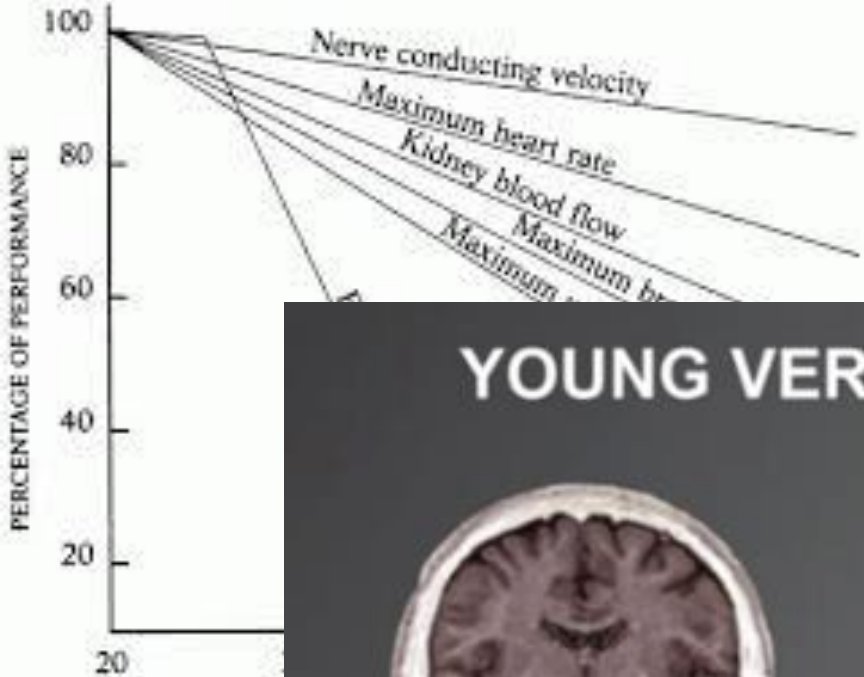 100
Nerve conducting velocity
Maximum heart rate
Kidney blood flow
Maximum
Maximum
80
60
40
20
20
PERCENTAGE OF PERFORMANCE
YOUNG VER